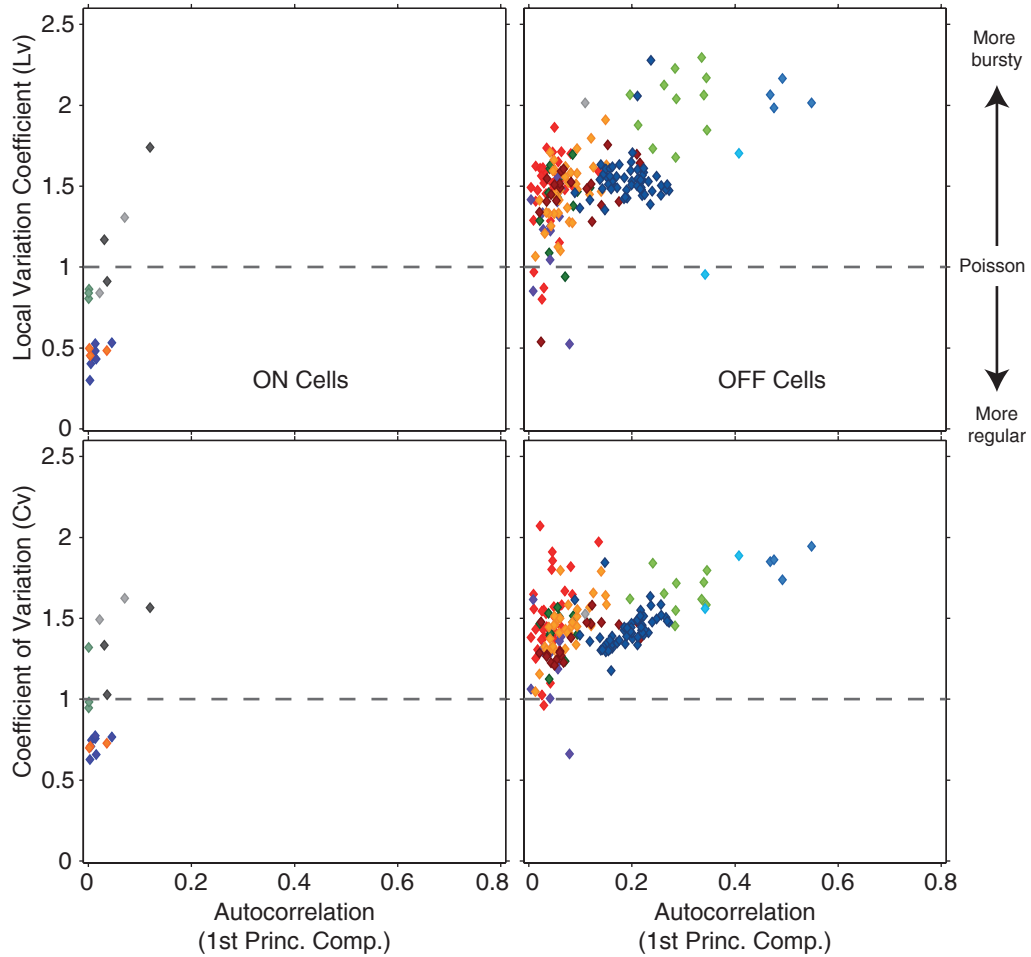 Local Variation Coefficient (Lv)
2.5
2
1.5
1
0.5
0
ON Cells
OFF Cells
More
bursty
Poisson
More
regular
Coefficient of Variation (Cv)
2.5
2
1.5
1
0.5
0
0
0.2
0.4
0.6
0.8
0
0.2
0.4
0.6
0.8
Autocorrelation
(1st Princ. Comp.)
Autocorrelation
(1st Princ. Comp.)